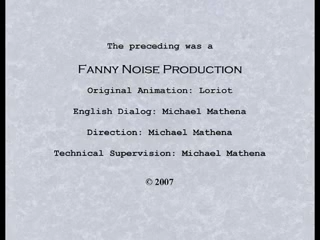 The preceding was a
Fanny Noise Production
Original Animation: Loriot
English Dialog: Michael Mathena
Direction: Michael Mathena
Technical Supervision: Michael Mathena
© 2007